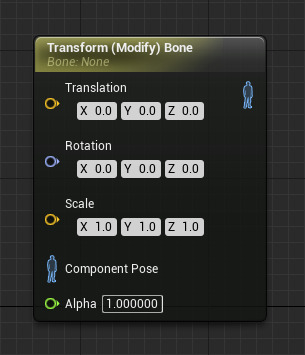 Transform (Modify) Bone
Bone: None
Translation
X 0.0 Y 0.0 Z 0.0
Rotation
X 0.0 Y 0.0 Z 0.0
Scale
X 1.0 Y 1.0 Z 1.0
Component Pose
Alpha 1.000000